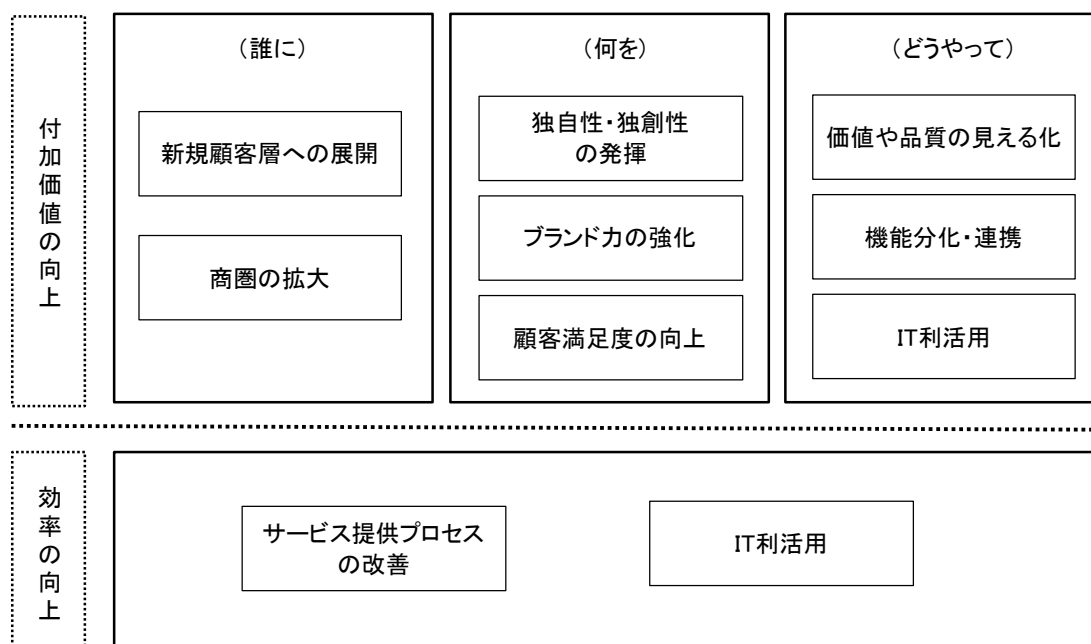 付加価値の向上
（誰に）
新規顧客層への展開
商圏の拡大
（何を）
独自性・独創性
の発揮
ブランド力の強化
顧客満足度の向上
（どうやって）
価値や品質の見える化
機能分化・連携
IT利活用
効率の向上
サービス提供プロセス
の改善
IT利活用